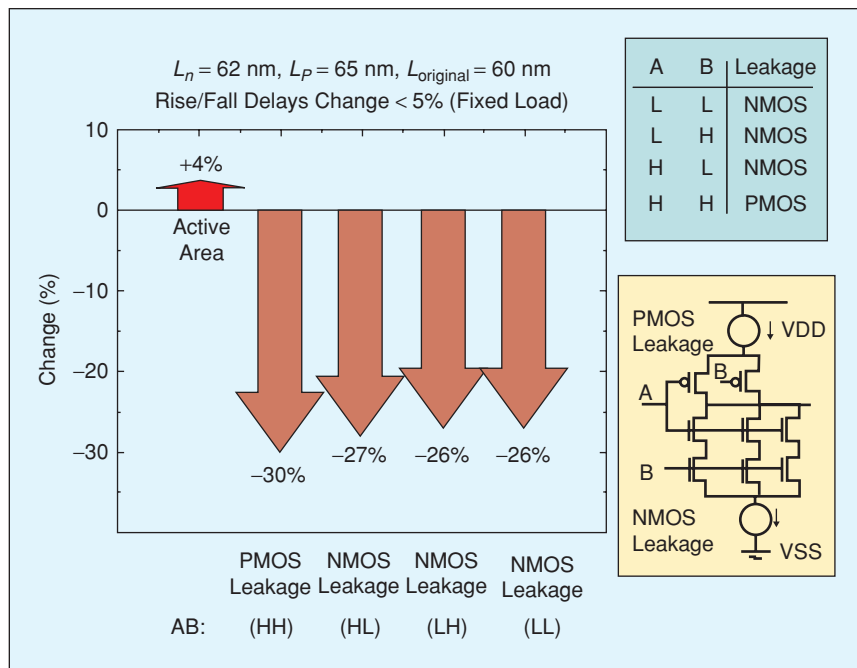 Ln = 62 nm, LP = 65 nm, Loriginal = 60 nm
Rise/Fall Delays Change < 5% (Fixed Load)
Change (%)
10
0
−10
−20
−30
+4%
Active
Area
−30%
−27%
−26%
−26%
PMOS Leakage
NMOS Leakage
NMOS Leakage
NMOS Leakage
AB: (HH) (HL) (LH) (LL)
A B Leakage
L L NMOS
L H NMOS
H L NMOS
H H PMOS
PMOS
Leakage
VDD
A
B
B
NMOS
Leakage
VSS